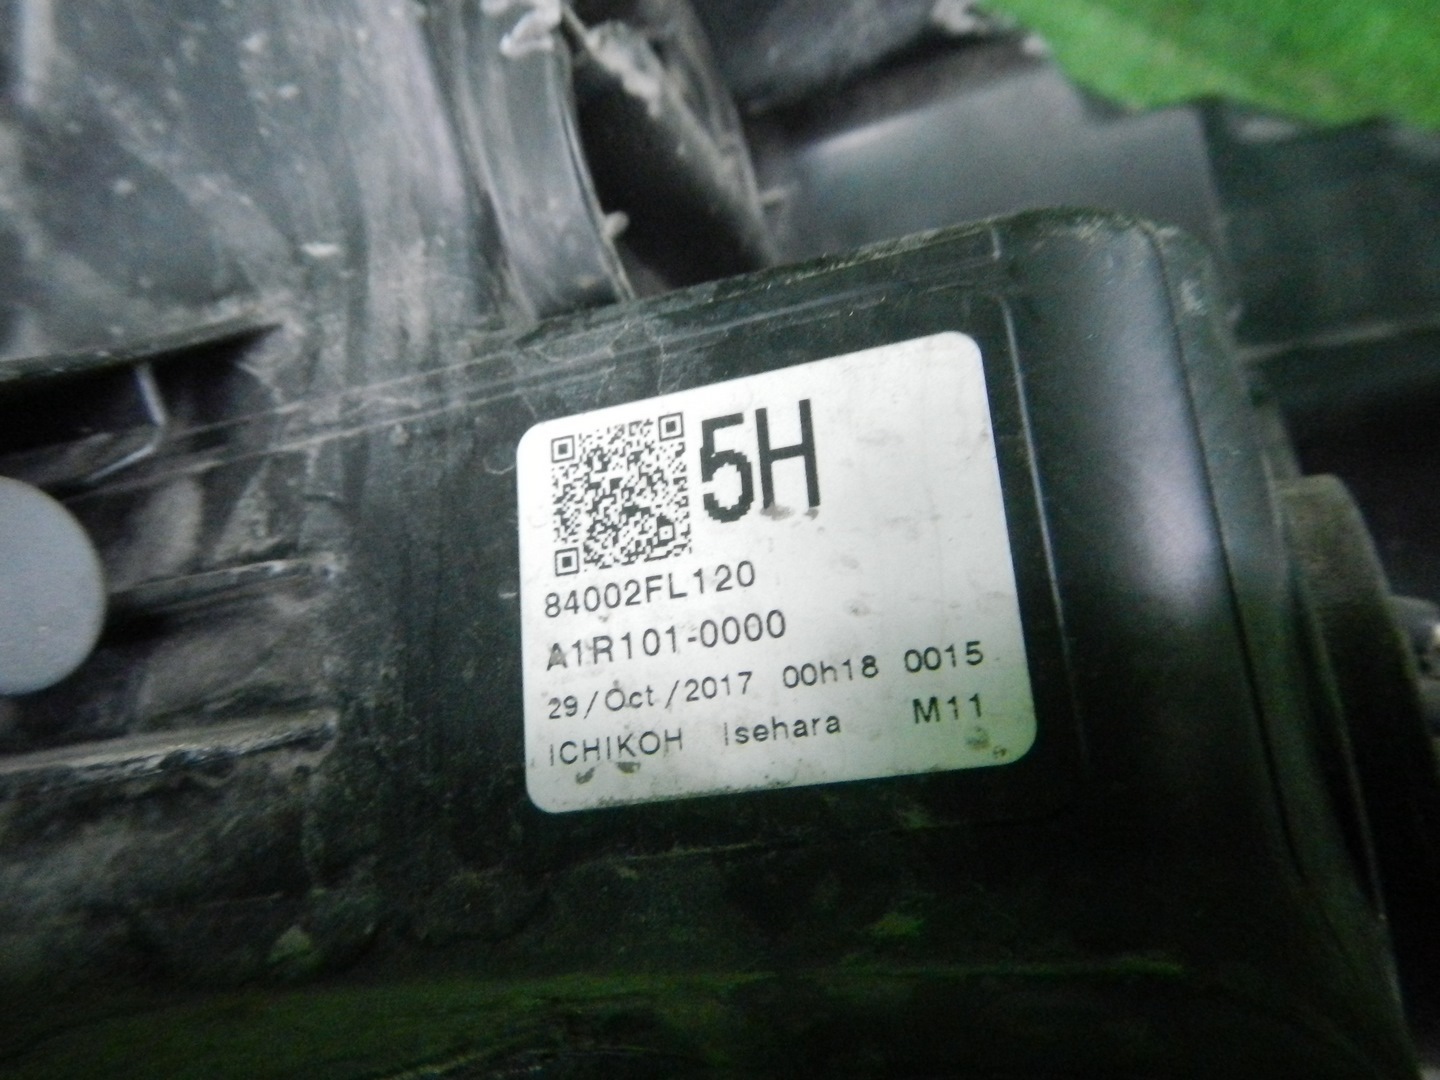 5H
84002FL120
A1R101-0000
29/Oct/2017 00h18 0015
ICHIKOH Isehara M11